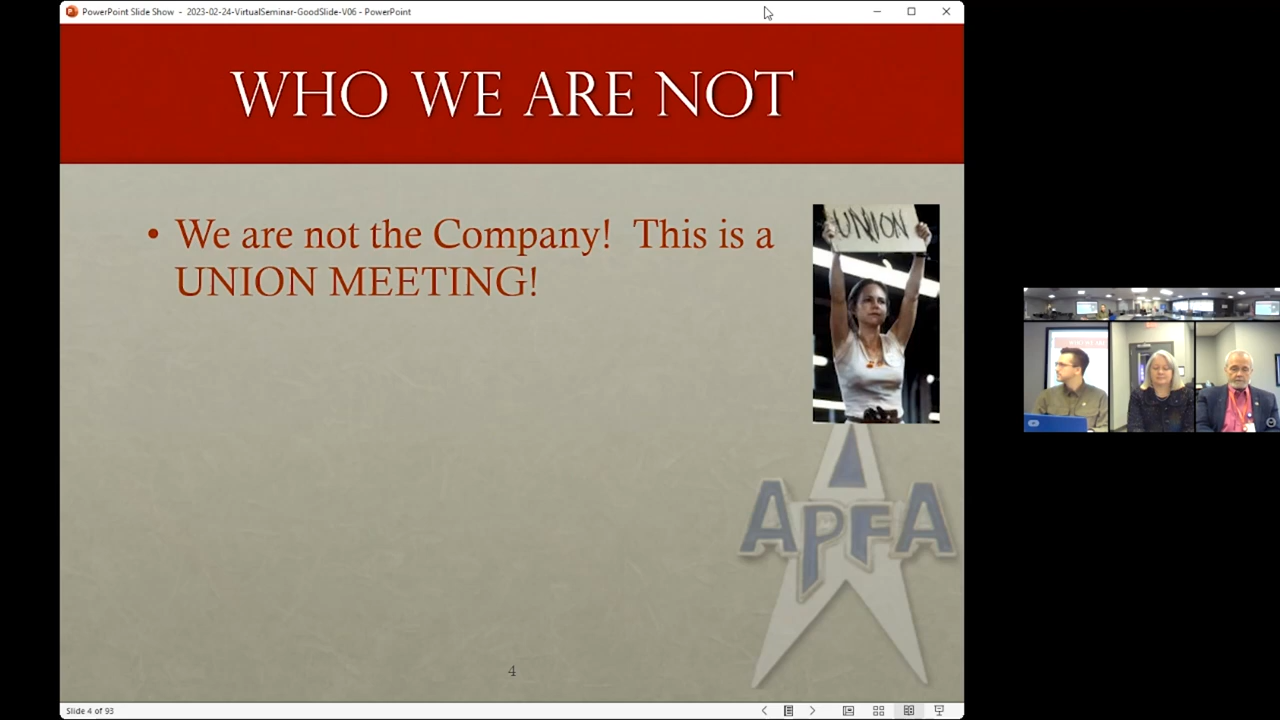 PowerPoint Slide Show - 2023-02-24-VirtualSeminar-GoodSlide-V06 - PowerPoint
WHO WE ARE NOT
• We are not the Company! This is a
UNION MEETING!
UNION
APFA
4
Slide 4 of 93